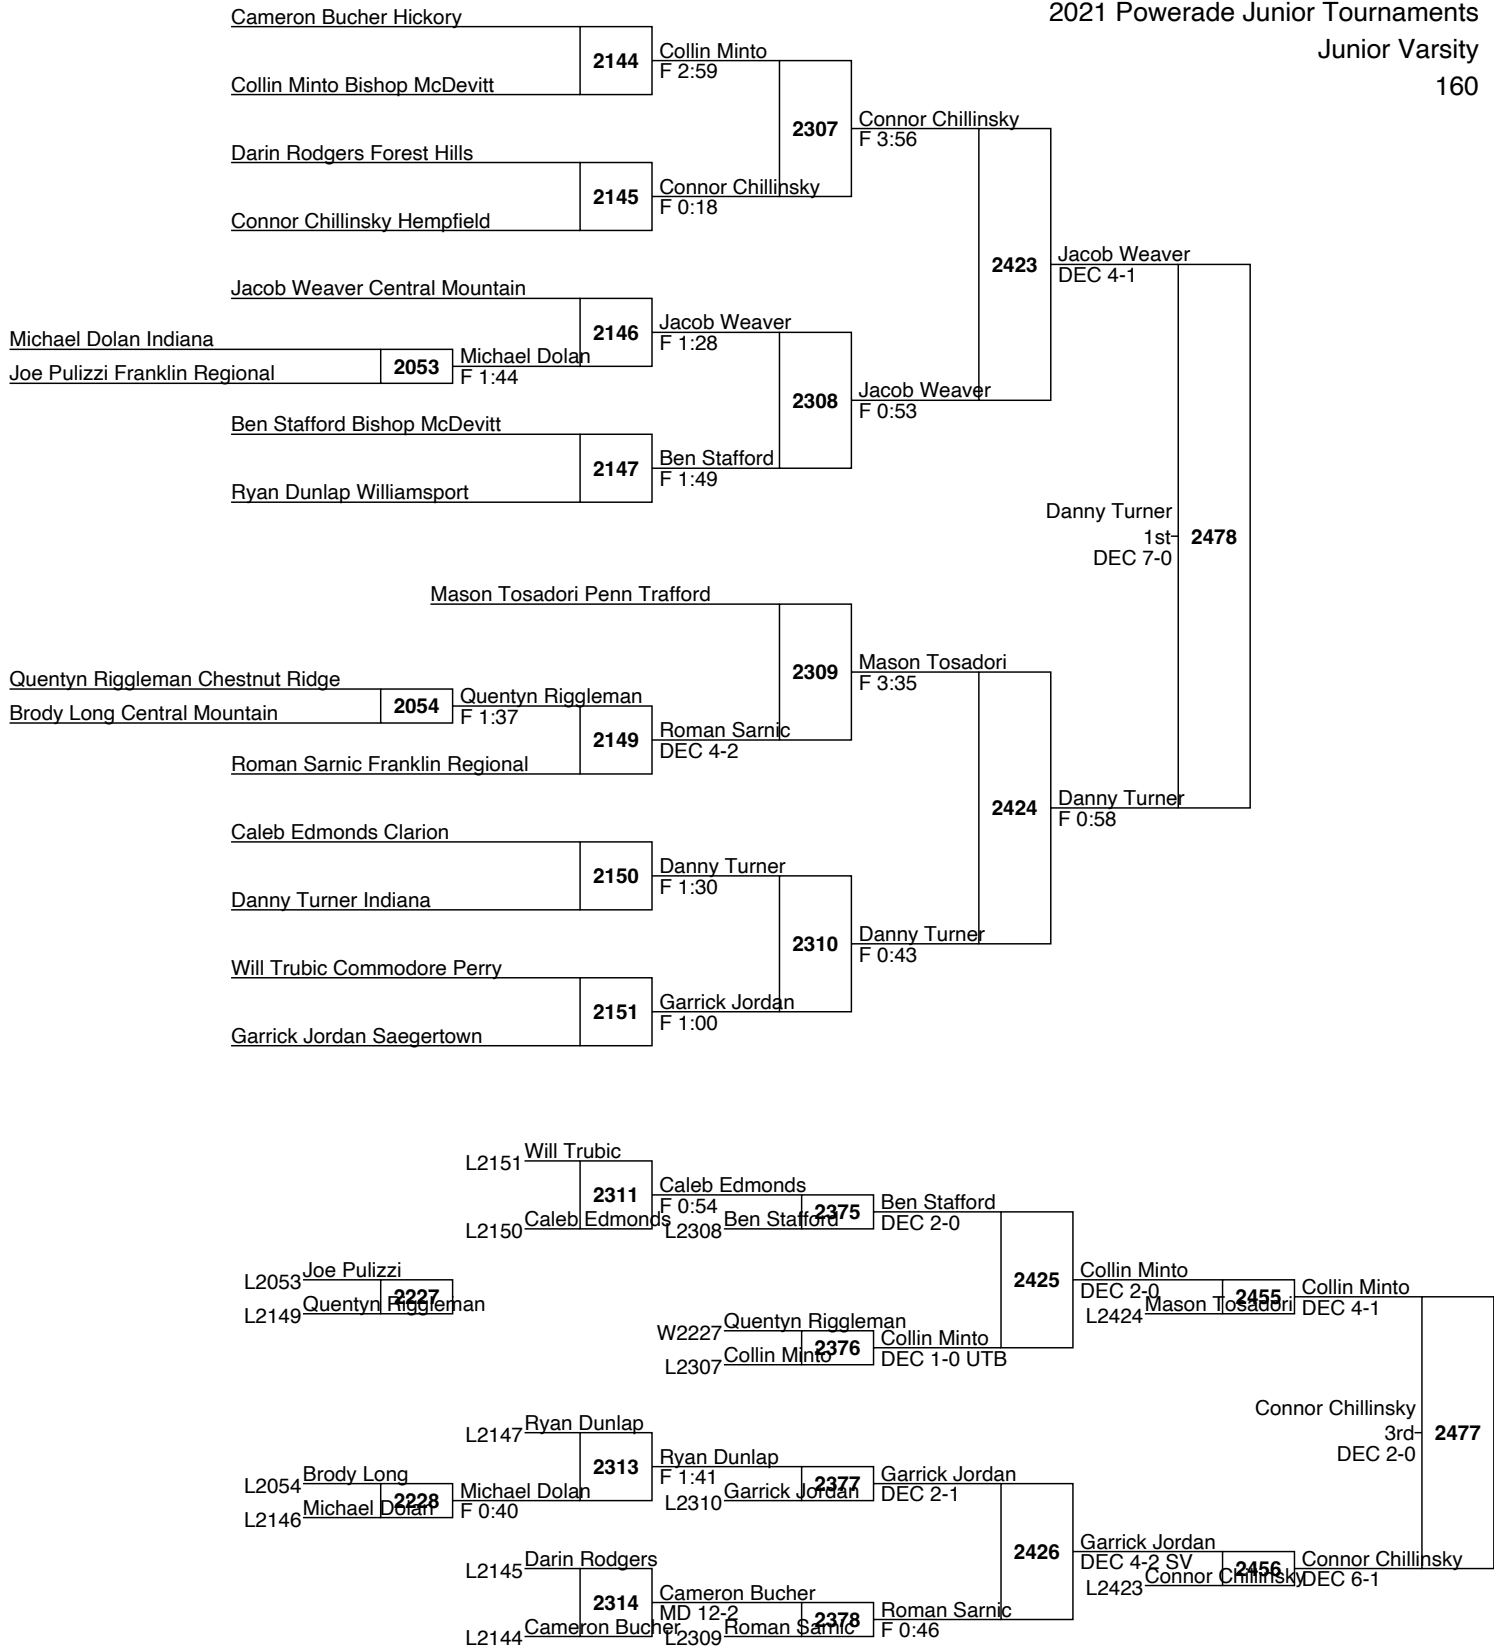 2021 Powerade Junior Tournaments
Junior Varsity
160
Cameron Bucher Hickory
2144
Collin Minto
F 2:59
Collin Minto Bishop McDevitt
2307
Connor Chillinsky
F 3:56
Darin Rodgers Forest Hills
2145
Connor Chillinsky
F 0:18
Connor Chillinsky Hempfield
2423
Jacob Weaver
DEC 4-1
Jacob Weaver Central Mountain
2146
Jacob Weaver
F 1:28
Michael Dolan Indiana
2053
Michael Dolan
F 1:44
Joe Pulizzi Franklin Regional
2308
Jacob Weaver
F 0:53
Ben Stafford Bishop McDevitt
2147
Ben Stafford
F 1:49
Ryan Dunlap Williamsport
Danny Turner
1st
2478
DEC 7-0
Mason Tosadori Penn Trafford
2309
Mason Tosadori
F 3:35
Quentyn Riggleman Chestnut Ridge
2054
Quentyn Riggleman
F 1:37
Brody Long Central Mountain
2149
Roman Sarnic
DEC 4-2
Roman Sarnic Franklin Regional
2424
Danny Turner
F 0:58
Caleb Edmonds Clarion
2150
Danny Turner
F 1:30
Danny Turner Indiana
2310
Danny Turner
F 0:43
Will Trubic Commodore Perry
2151
Garrick Jordan
F 1:00
Garrick Jordan Saegertown
L2151 Will Trubic
2311
Caleb Edmonds
F 0:54
L2150 Caleb Edmonds
L2308 Ben Stafford
2375
Ben Stafford
DEC 2-0
L2053 Joe Pulizzi
2227
L2149 Quentyn Riggleman
2425
Collin Minto
DEC 2-0
L2424 Mason Tosadori
2455
Collin Minto
DEC 4-1
W2227 Quentyn Riggleman
2376
Collin Minto
DEC 1-0 UTB
L2307 Collin Minto
Connor Chillinsky
3rd
2477
DEC 2-0
L2147 Ryan Dunlap
2313
Ryan Dunlap
F 1:41
L2310 Garrick Jordan
2377
Garrick Jordan
DEC 2-1
L2054 Brody Long
2228
Michael Dolan
F 0:40
L2146 Michael Dolan
2426
Garrick Jordan
DEC 4-2 SV
L2423 Connor Chillinsky
2456
Connor Chillinsky
DEC 6-1
L2145 Darin Rodgers
2314
Cameron Bucher
MD 12-2
L2144 Cameron Bucher
L2309 Roman Sarnic
2378
Roman Sarnic
F 0:46